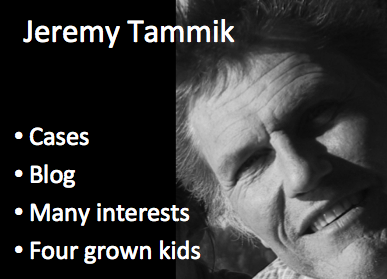 Jeremy Tammik
• Cases
• Blog
• Many interests
• Four grown kids